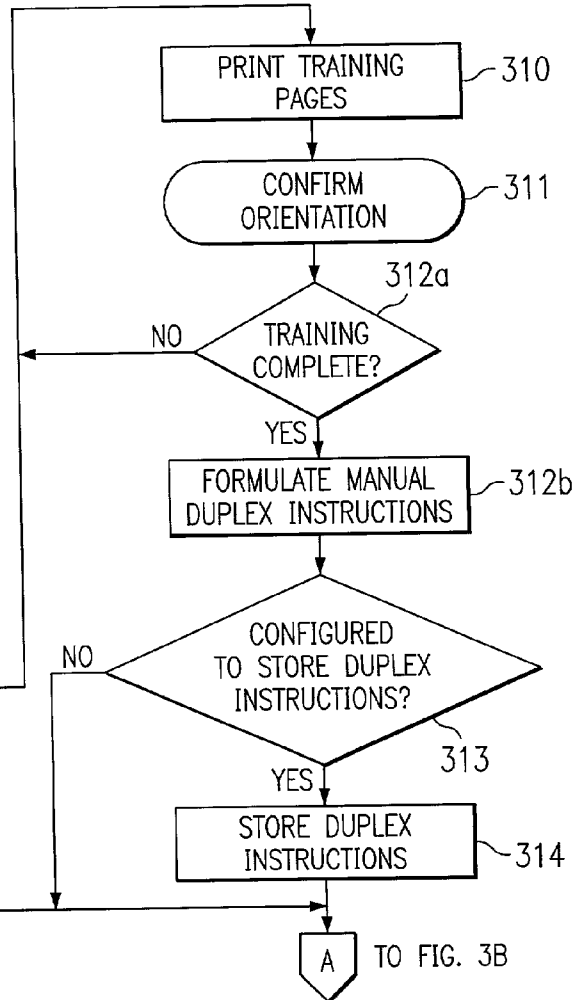 PRINT TRAINING
PAGES
310
CONFIRM
ORIENTATION
311
312a
NO
TRAINING
COMPLETE?
YES
FORMULATE MANUAL
DUPLEX INSTRUCTIONS
312b
NO
CONFIGURED
TO STORE DUPLEX
INSTRUCTIONS?
313
YES
STORE DUPLEX
INSTRUCTIONS
314
A
TO FIG. 3B